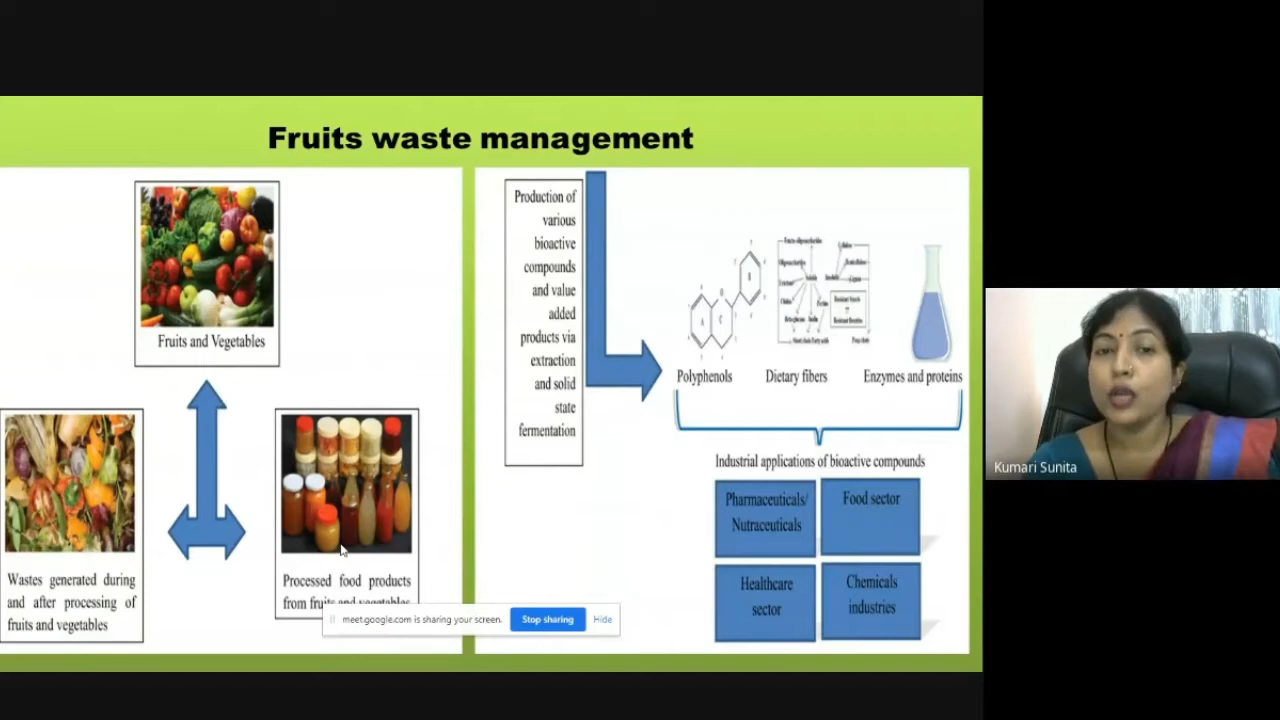 Fruits waste management
Fruits and Vegetables
Wastes generated during
and after processing of
fruits and vegetables
Processed food products
from fruits and vegetables
Production of
various
bioactive
compounds
and value
added
products via
extraction
and solid
state
fermentation
Polyphenols
Dietary fibers
Enzymes and proteins
Industrial applications of bioactive compounds
Pharmaceuticals/
Nutraceuticals
Food sector
Healthcare
sector
Chemicals
industries
meet.google.com is sharing your screen.
Stop sharing
Hide
Kumari Sunita